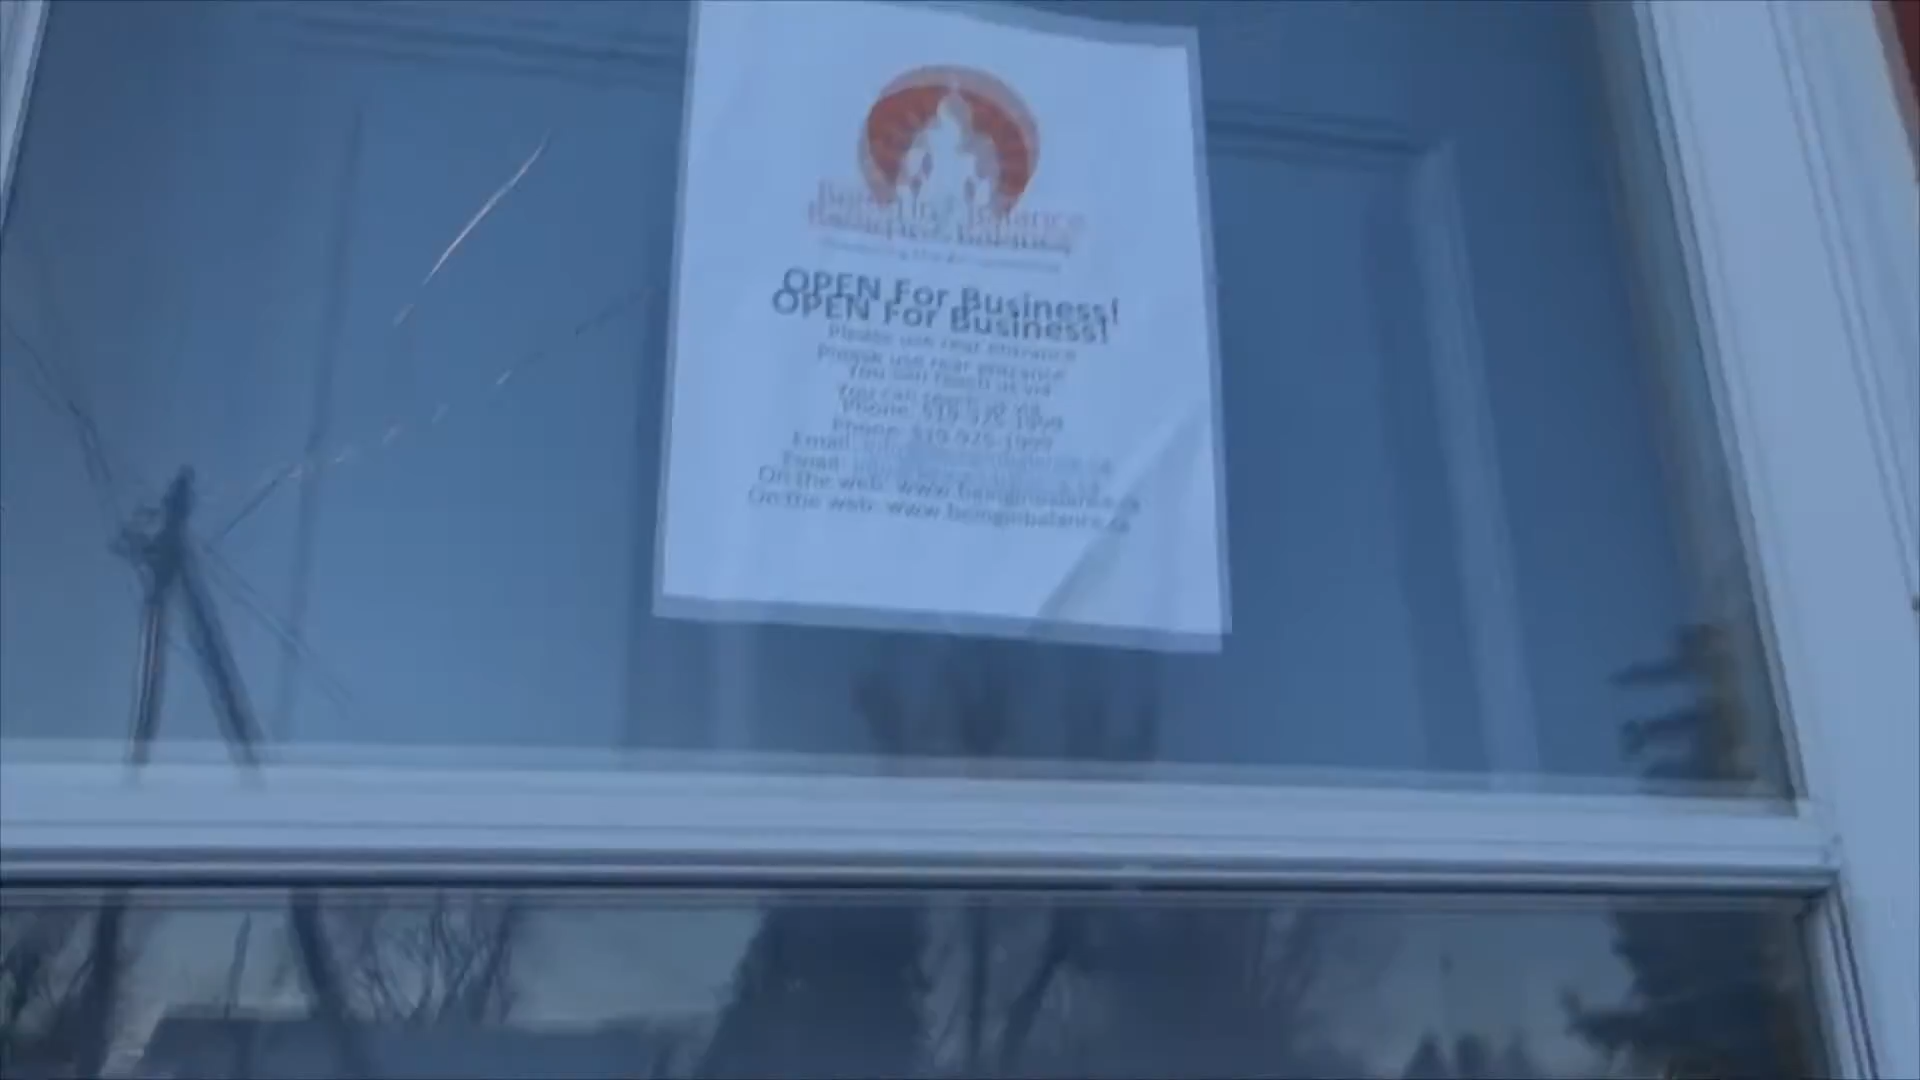 Being In Balance
OPEN For Business!
Please use rear entrance
You can reach us via
Phone: 519-925-1999
Email:
On the web: www.beinginbalance.ca